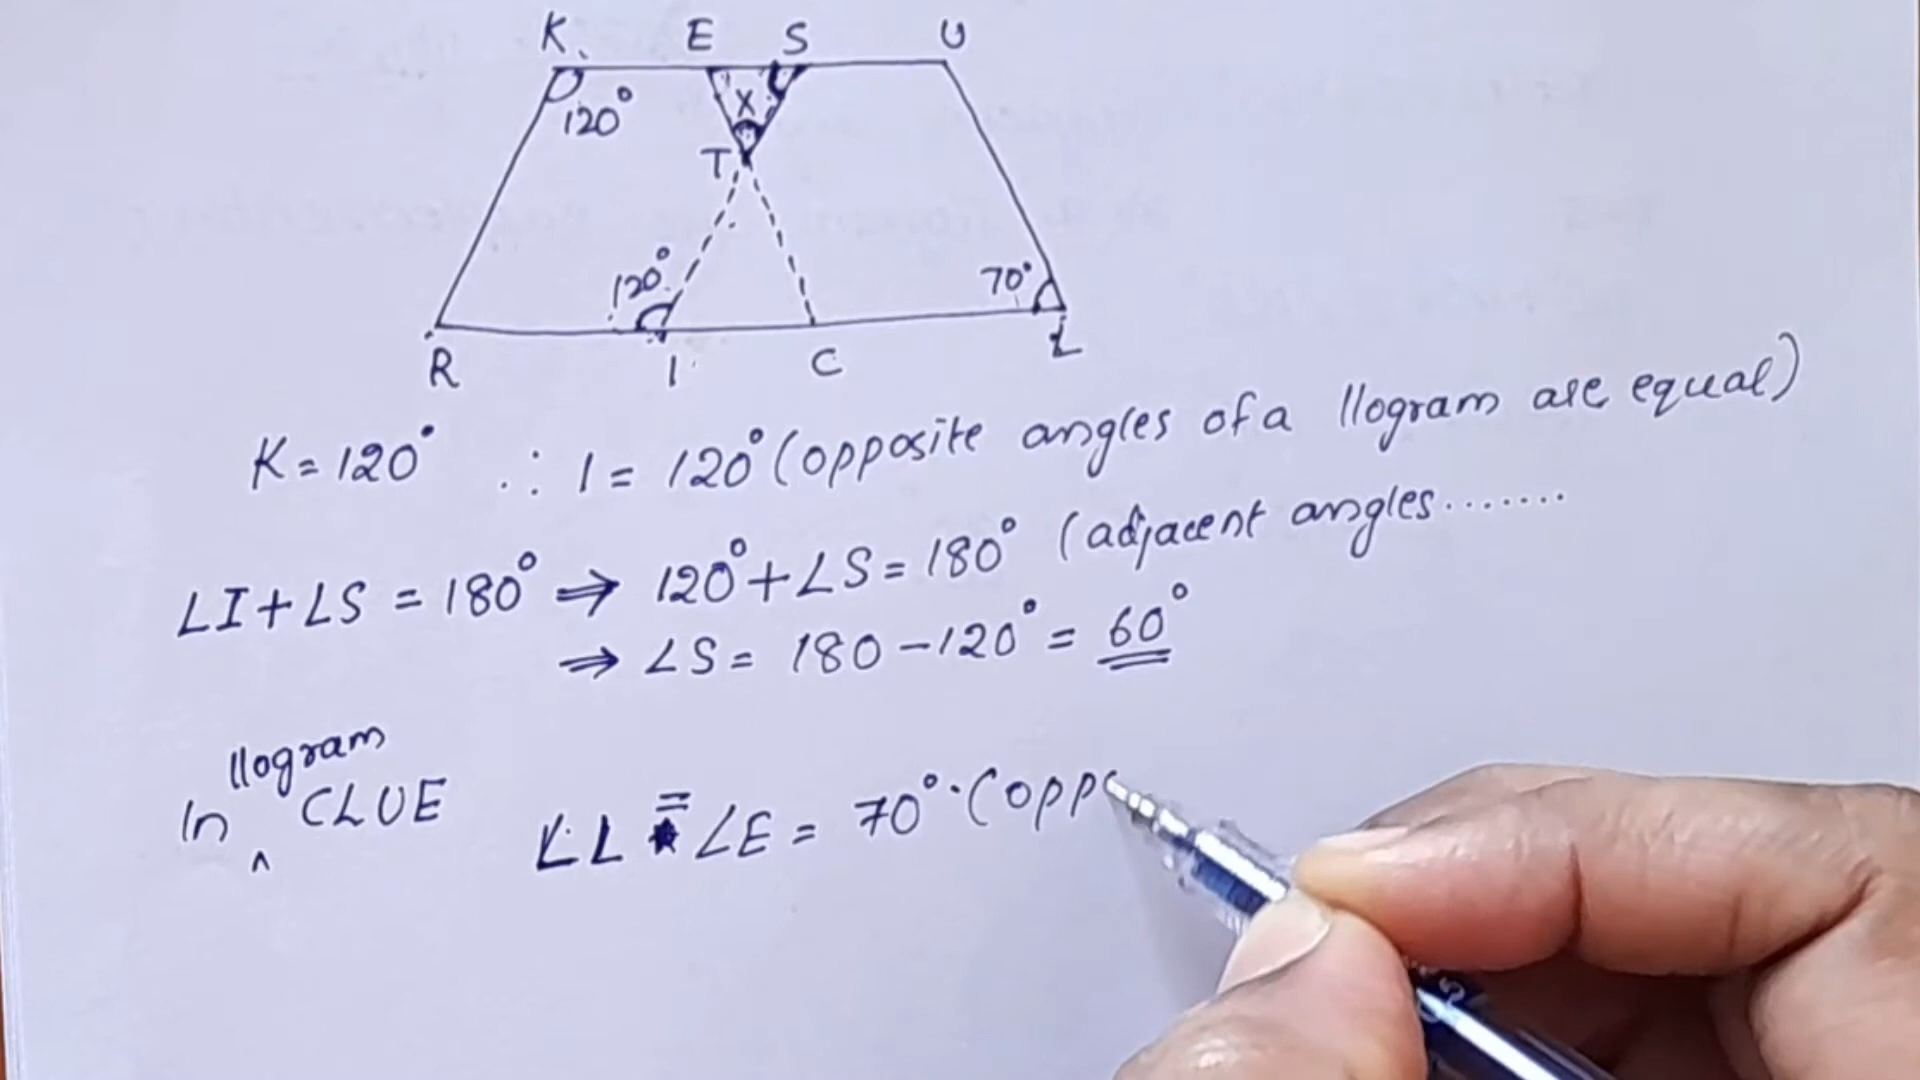 K E S U
120° X
T
120° 70°
R I C L
K = 120° ∴ I = 120° (opposite angles of a llogram are equal)
∠I + ∠S = 180° ⇒ 120° + ∠S = 180° (adjacent angles.......
⇒ ∠S = 180 - 120° = 60°
llogram
In ^ CLUE ∠L = ∠E = 70°. (oppo